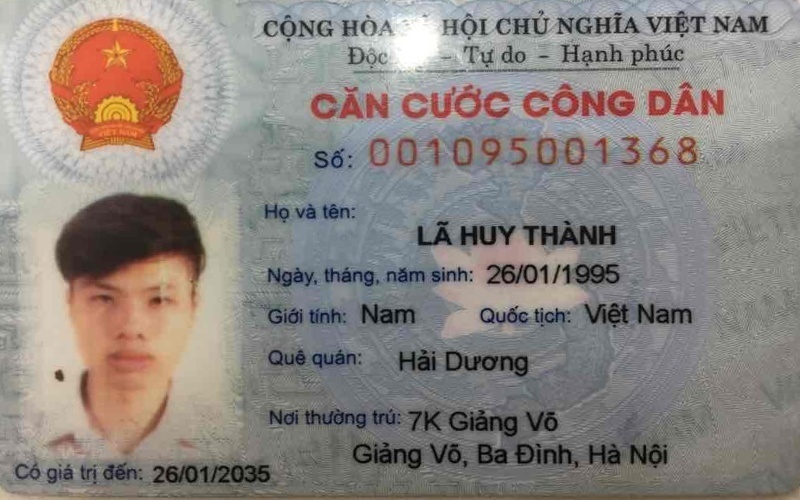 CỘNG HÒA HỘI CHỦ NGHĨA VIỆT NAM
Độc – Tự do – Hạnh phúc
CĂN CƯỚC CÔNG DÂN
Số: 001095001368
Họ và tên:
LÃ HUY THÀNH
Ngày, tháng, năm sinh: 26/01/1995
Giới tính: Nam Quốc tịch: Việt Nam
Quê quán: Hải Dương
Nơi thường trú: 7K Giảng Võ
Giảng Võ, Ba Đình, Hà Nội
Có giá trị đến: 26/01/2035